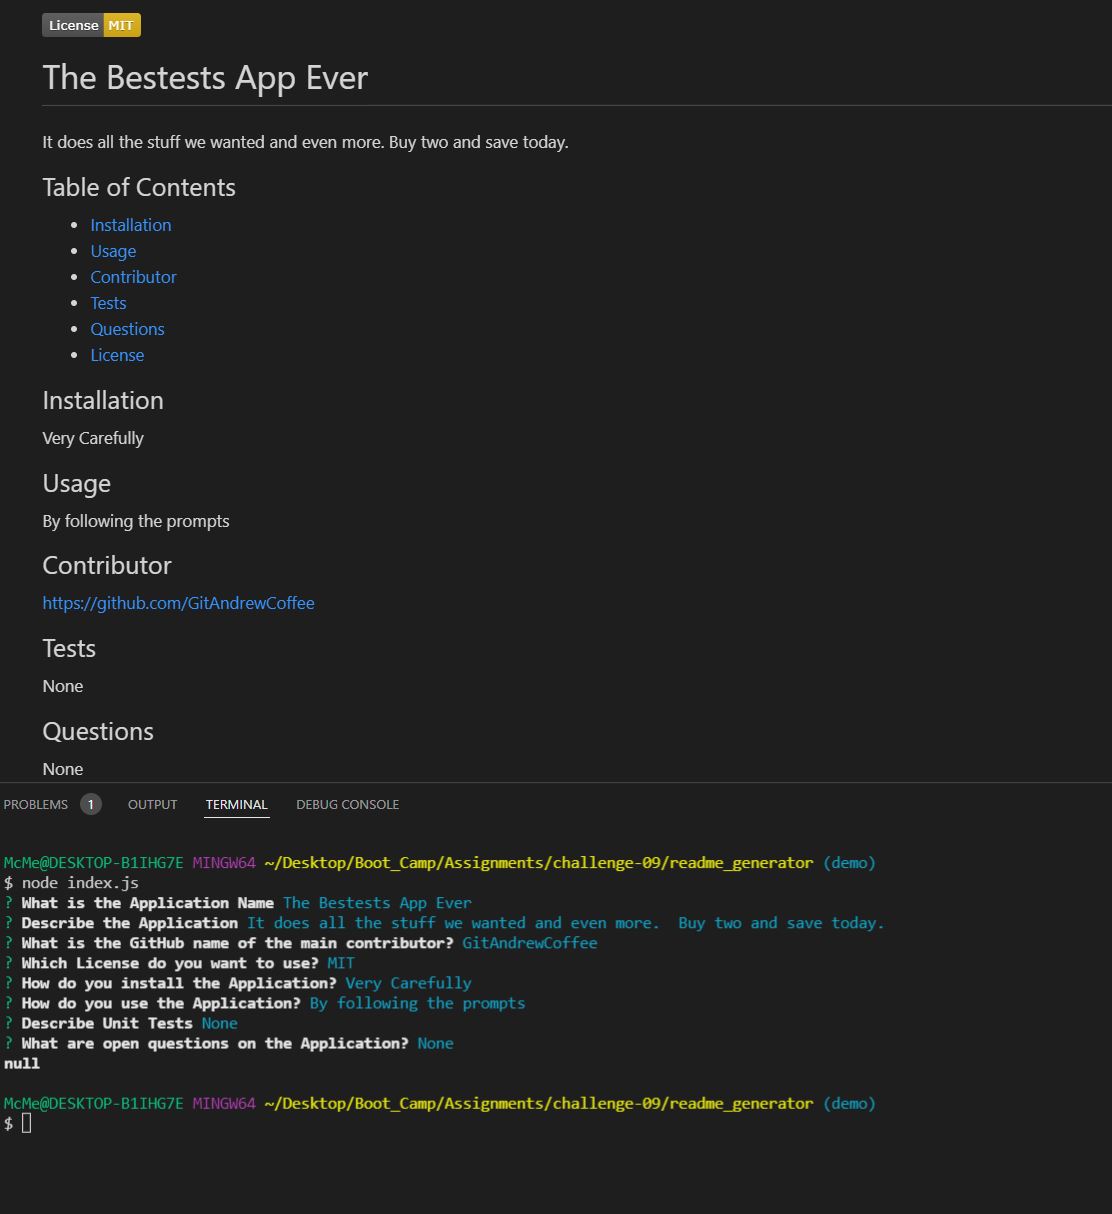 License MIT
The Bestests App Ever
It does all the stuff we wanted and even more. Buy two and save today.
Table of Contents
Installation
Usage
Contributor
Tests
Questions
License
Installation
Very Carefully
Usage
By following the prompts
Contributor
https://github.com/GitAndrewCoffee
Tests
None
Questions
None
PROBLEMS 1 OUTPUT TERMINAL DEBUG CONSOLE
McMe@DESKTOP-B1IHG7E MINGW64 ~/Desktop/Boot_Camp/Assignments/challenge-09/readme_generator (demo)
$ node index.js
? What is the Application Name The Bestests App Ever
? Describe the Application It does all the stuff we wanted and even more.  Buy two and save today.
? What is the GitHub name of the main contributor? GitAndrewCoffee
? Which License do you want to use? MIT
? How do you install the Application? Very Carefully
? How do you use the Application? By following the prompts
? Describe Unit Tests None
? What are open questions on the Application? None
null
McMe@DESKTOP-B1IHG7E MINGW64 ~/Desktop/Boot_Camp/Assignments/challenge-09/readme_generator (demo)
$